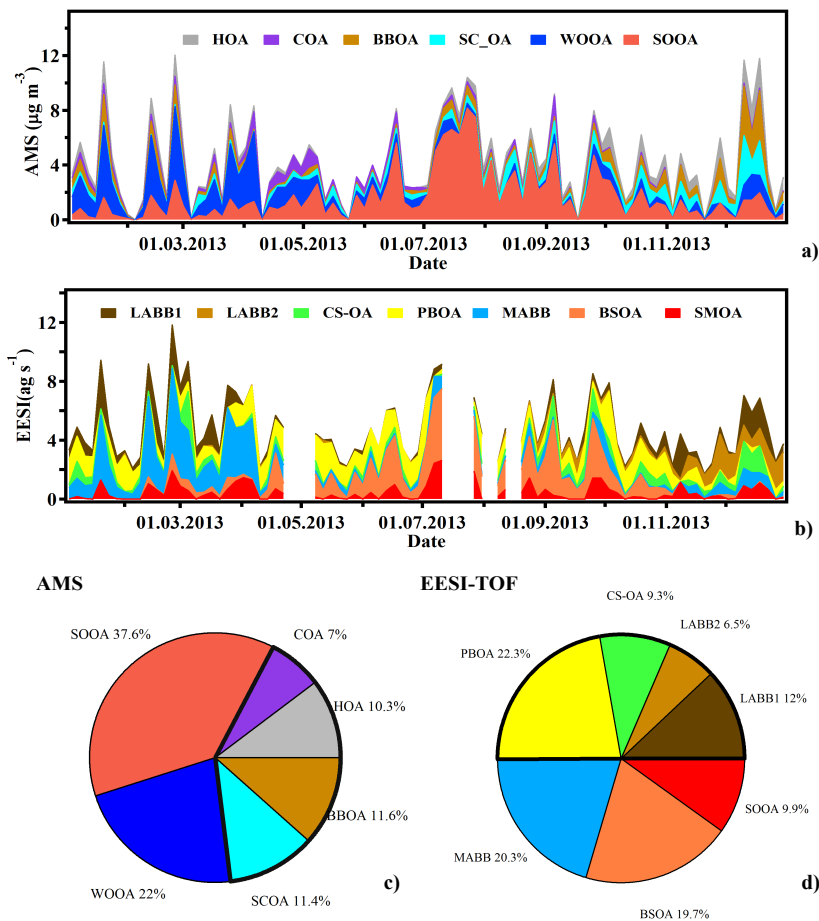 HOA COA BBOA SC_OA WOOA SOOA
12
8
4
0
AMS (µg m-3)
01.03.2013 01.05.2013 01.07.2013 01.09.2013 01.11.2013
Date
a)
LABB1 LABB2 CS-OA PBOA MABB BSOA SMOA
12
8
4
0
EESI(ag s-1)
01.03.2013 01.05.2013 01.07.2013 01.09.2013 01.11.2013
Date
b)
AMS
EESI-TOF
SOOA 37.6%
COA 7%
HOA 10.3%
BBOA 11.6%
SCOA 11.4%
WOOA 22%
c)
CS-OA 9.3%
LABB2 6.5%
PBOA 22.3%
LABB1 12%
SOOA 9.9%
MABB 20.3%
BSOA 19.7%
d)